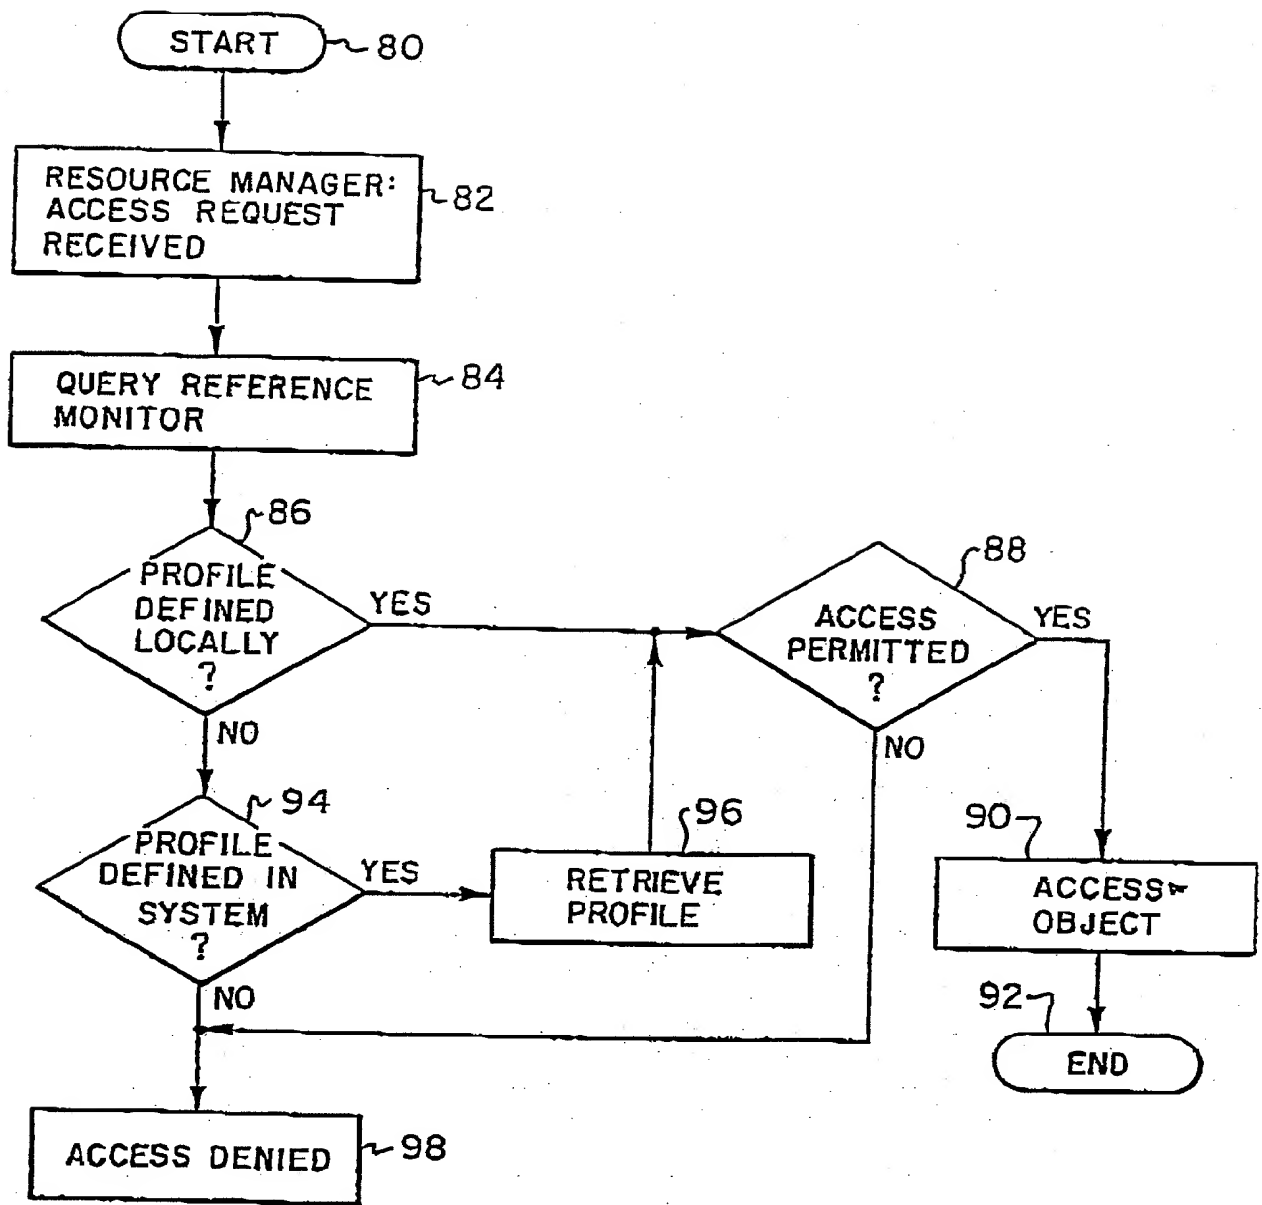 START
80
RESOURCE MANAGER:
ACCESS REQUEST
RECEIVED
82
QUERY REFERENCE
MONITOR
84
86
PROFILE
DEFINED
LOCALLY
?
YES
NO
88
ACCESS
PERMITTED
?
YES
NO
94
PROFILE
DEFINED IN
SYSTEM
?
YES
NO
96
RETRIEVE
PROFILE
90
ACCESS
OBJECT
92
END
ACCESS DENIED
98